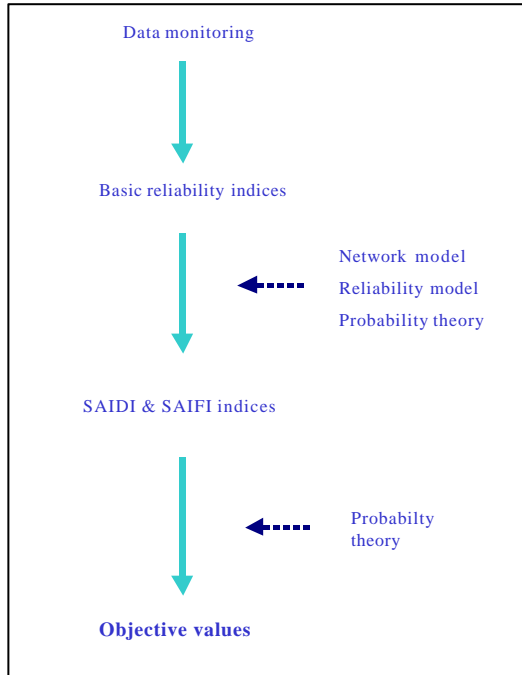 Data monitoring
Basic reliability indices
Network model
Reliability model
Probability theory
SAIDI & SAIFI indices
Probabilty
theory
Objective values